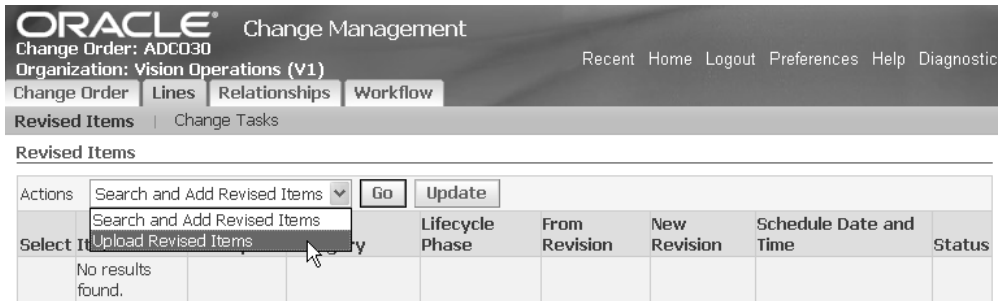 ORACLE® Change Management
Change Order: ADCO30
Organization: Vision Operations (V1)
Recent Home Logout Preferences Help Diagnostic
Change Order Lines Relationships Workflow
Revised Items | Change Tasks
Revised Items
Actions Search and Add Revised Items Go Update
Search and Add Revised Items
Upload Revised Items
Select Lifecycle Phase From Revision New Revision Schedule Date and Time Status
No results
found.